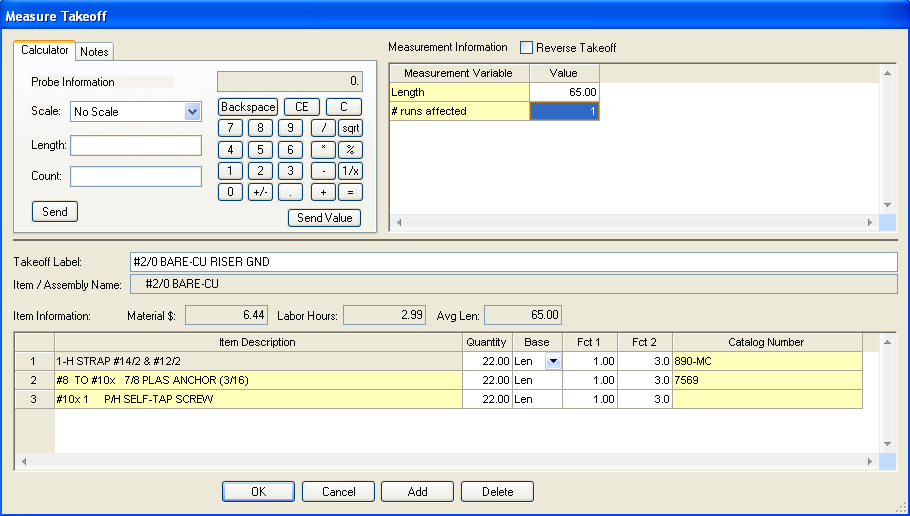 Measure Takeoff
Calculator Notes
Probe Information
Scale: No Scale
Length:
Count:
Send
0.
Backspace CE C
7 8 9 / sqrt
4 5 6 * %
1 2 3 - 1/x
0 +/- . + =
Send Value
Measurement Information Reverse Takeoff
Measurement Variable Value
Length 65.00
# runs affected 1
Takeoff Label: #2/0 BARE-CU RISER GND
Item / Assembly Name: #2/0 BARE-CU
Item Information: Material $: 6.44 Labor Hours: 2.99 Avg Len: 65.00
Item Description Quantity Base Fct 1 Fct 2 Catalog Number
1 1-H STRAP #14/2 & #12/2 22.00 Len 1.00 3.0 890-MC
2 #8 TO #10x 7/8 PLAS ANCHOR (3/16) 22.00 Len 1.00 3.0 7569
3 #10x 1 P/H SELF-TAP SCREW 22.00 Len 1.00 3.0
OK Cancel Add Delete